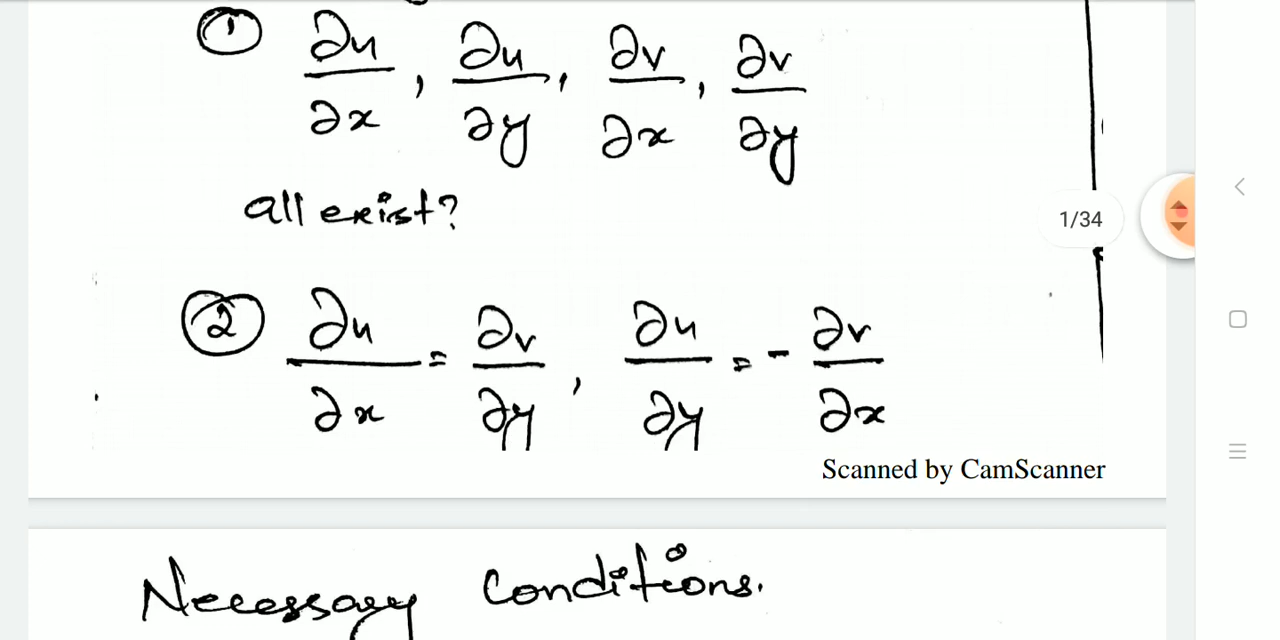 ① ∂u/∂x, ∂u/∂y, ∂v/∂x, ∂v/∂y
all exist?
1/34
② ∂u/∂x = ∂v/∂y, ∂u/∂y = - ∂v/∂x
Scanned by CamScanner
Necessary Conditions.